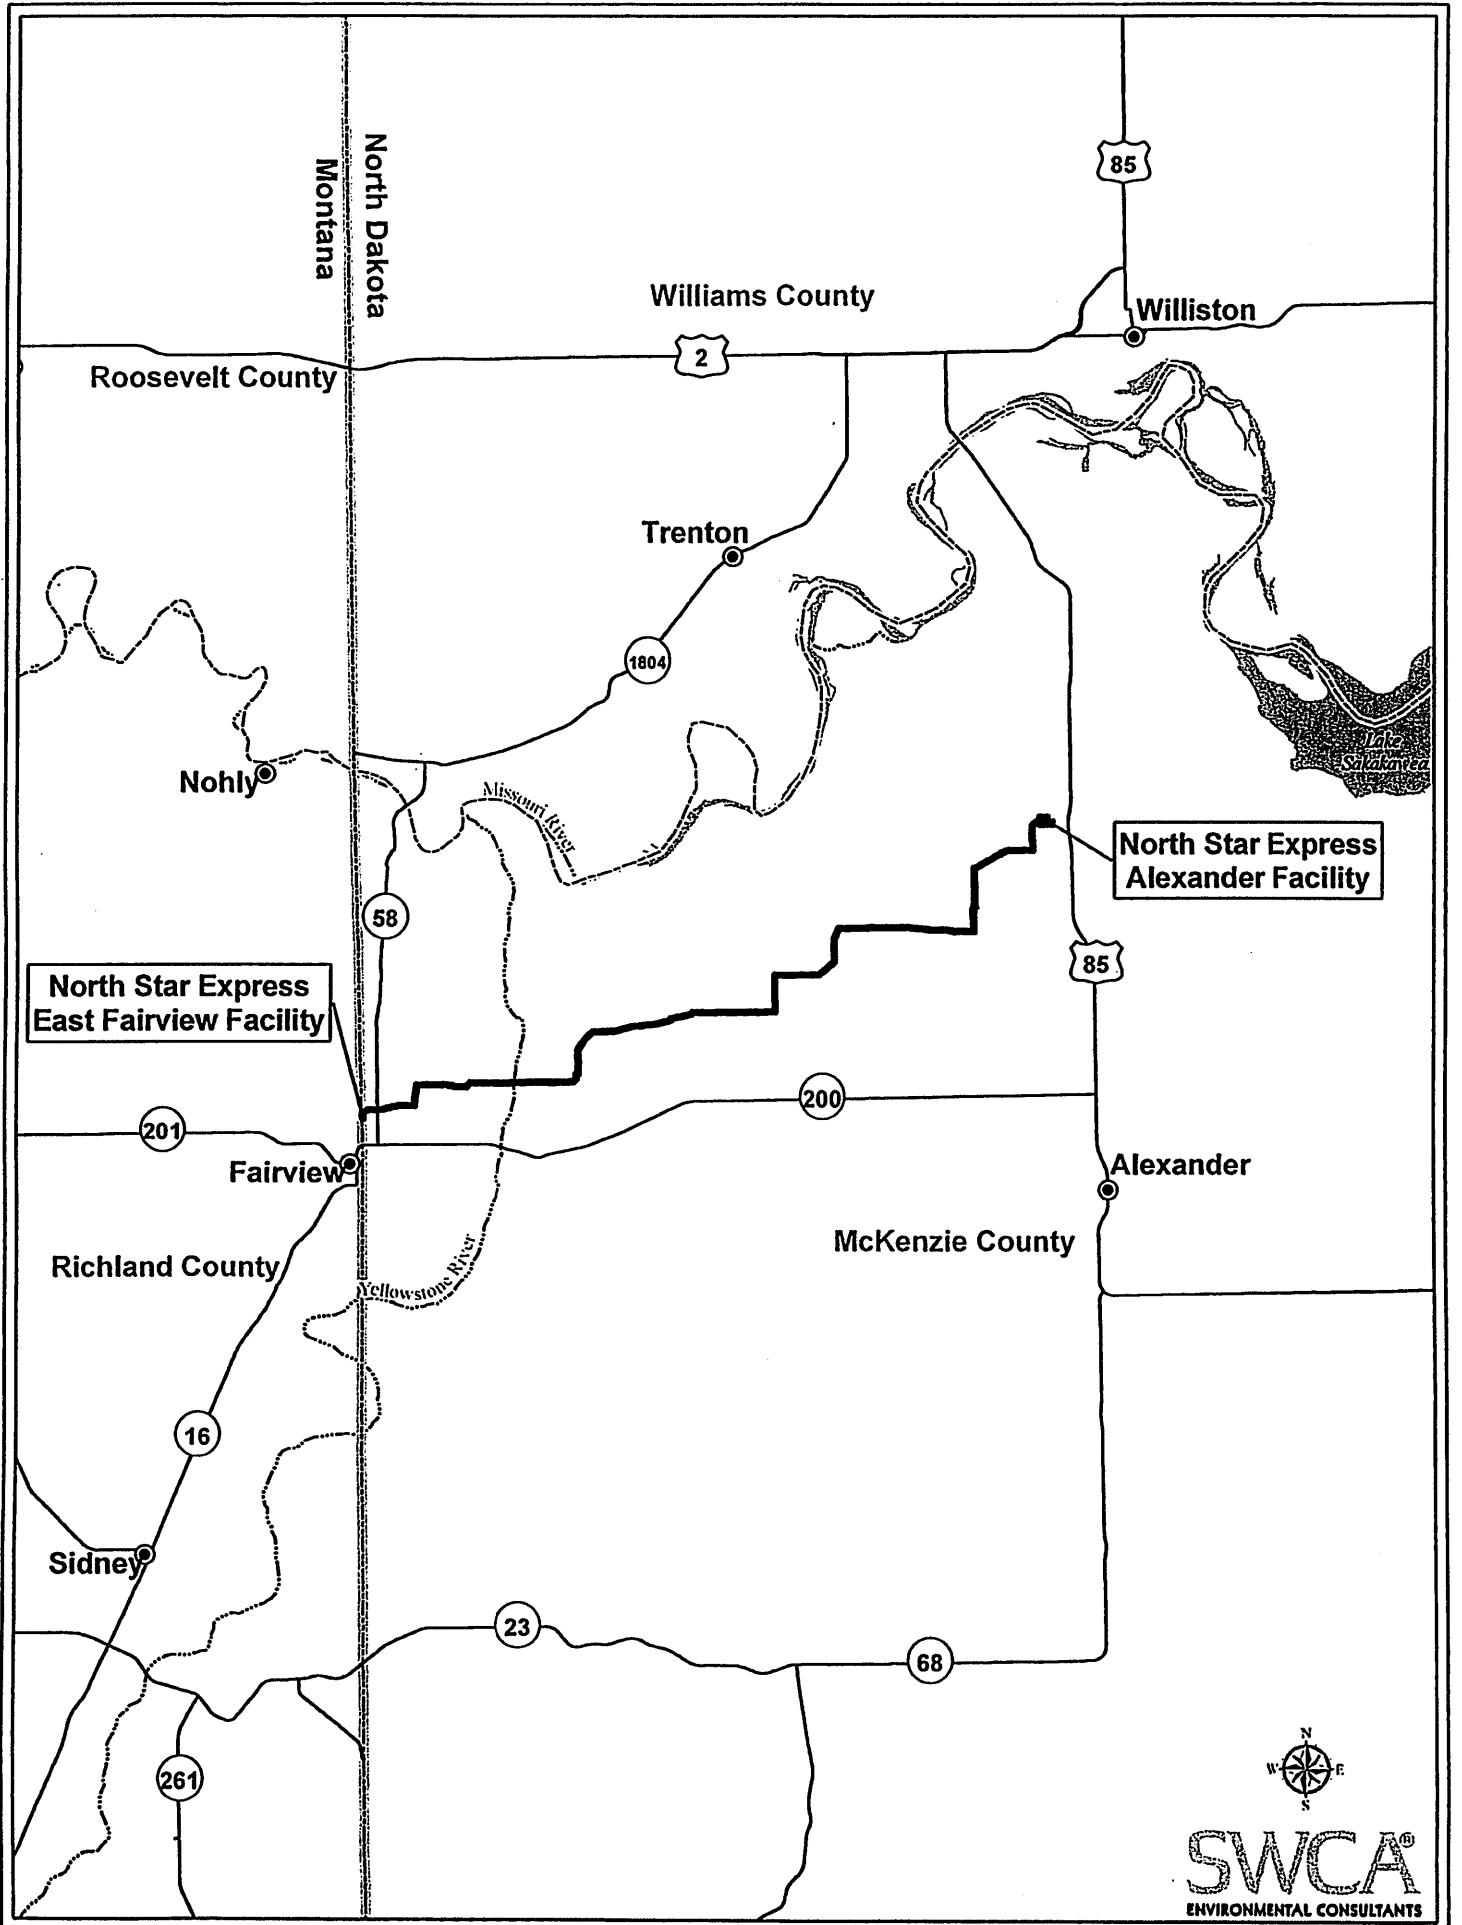 North Dakota
Montana
85
Williams County
Williston
2
Roosevelt County
Trenton
1804
Nohly
Lake
Sakakawea
Missouri River
North Star Express
Alexander Facility
58
85
North Star Express
East Fairview Facility
200
201
Fairview
Alexander
McKenzie County
Richland County
Yellowstone River
16
Sidney
23
68
261
N
W E
S
SWCA®
ENVIRONMENTAL CONSULTANTS